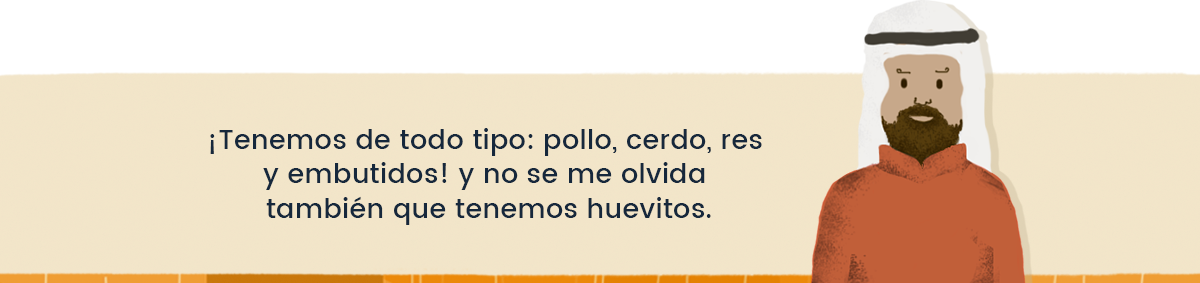 ¡Tenemos de todo tipo: pollo, cerdo, res
y embutidos! y no se me olvida
también que tenemos huevitos.